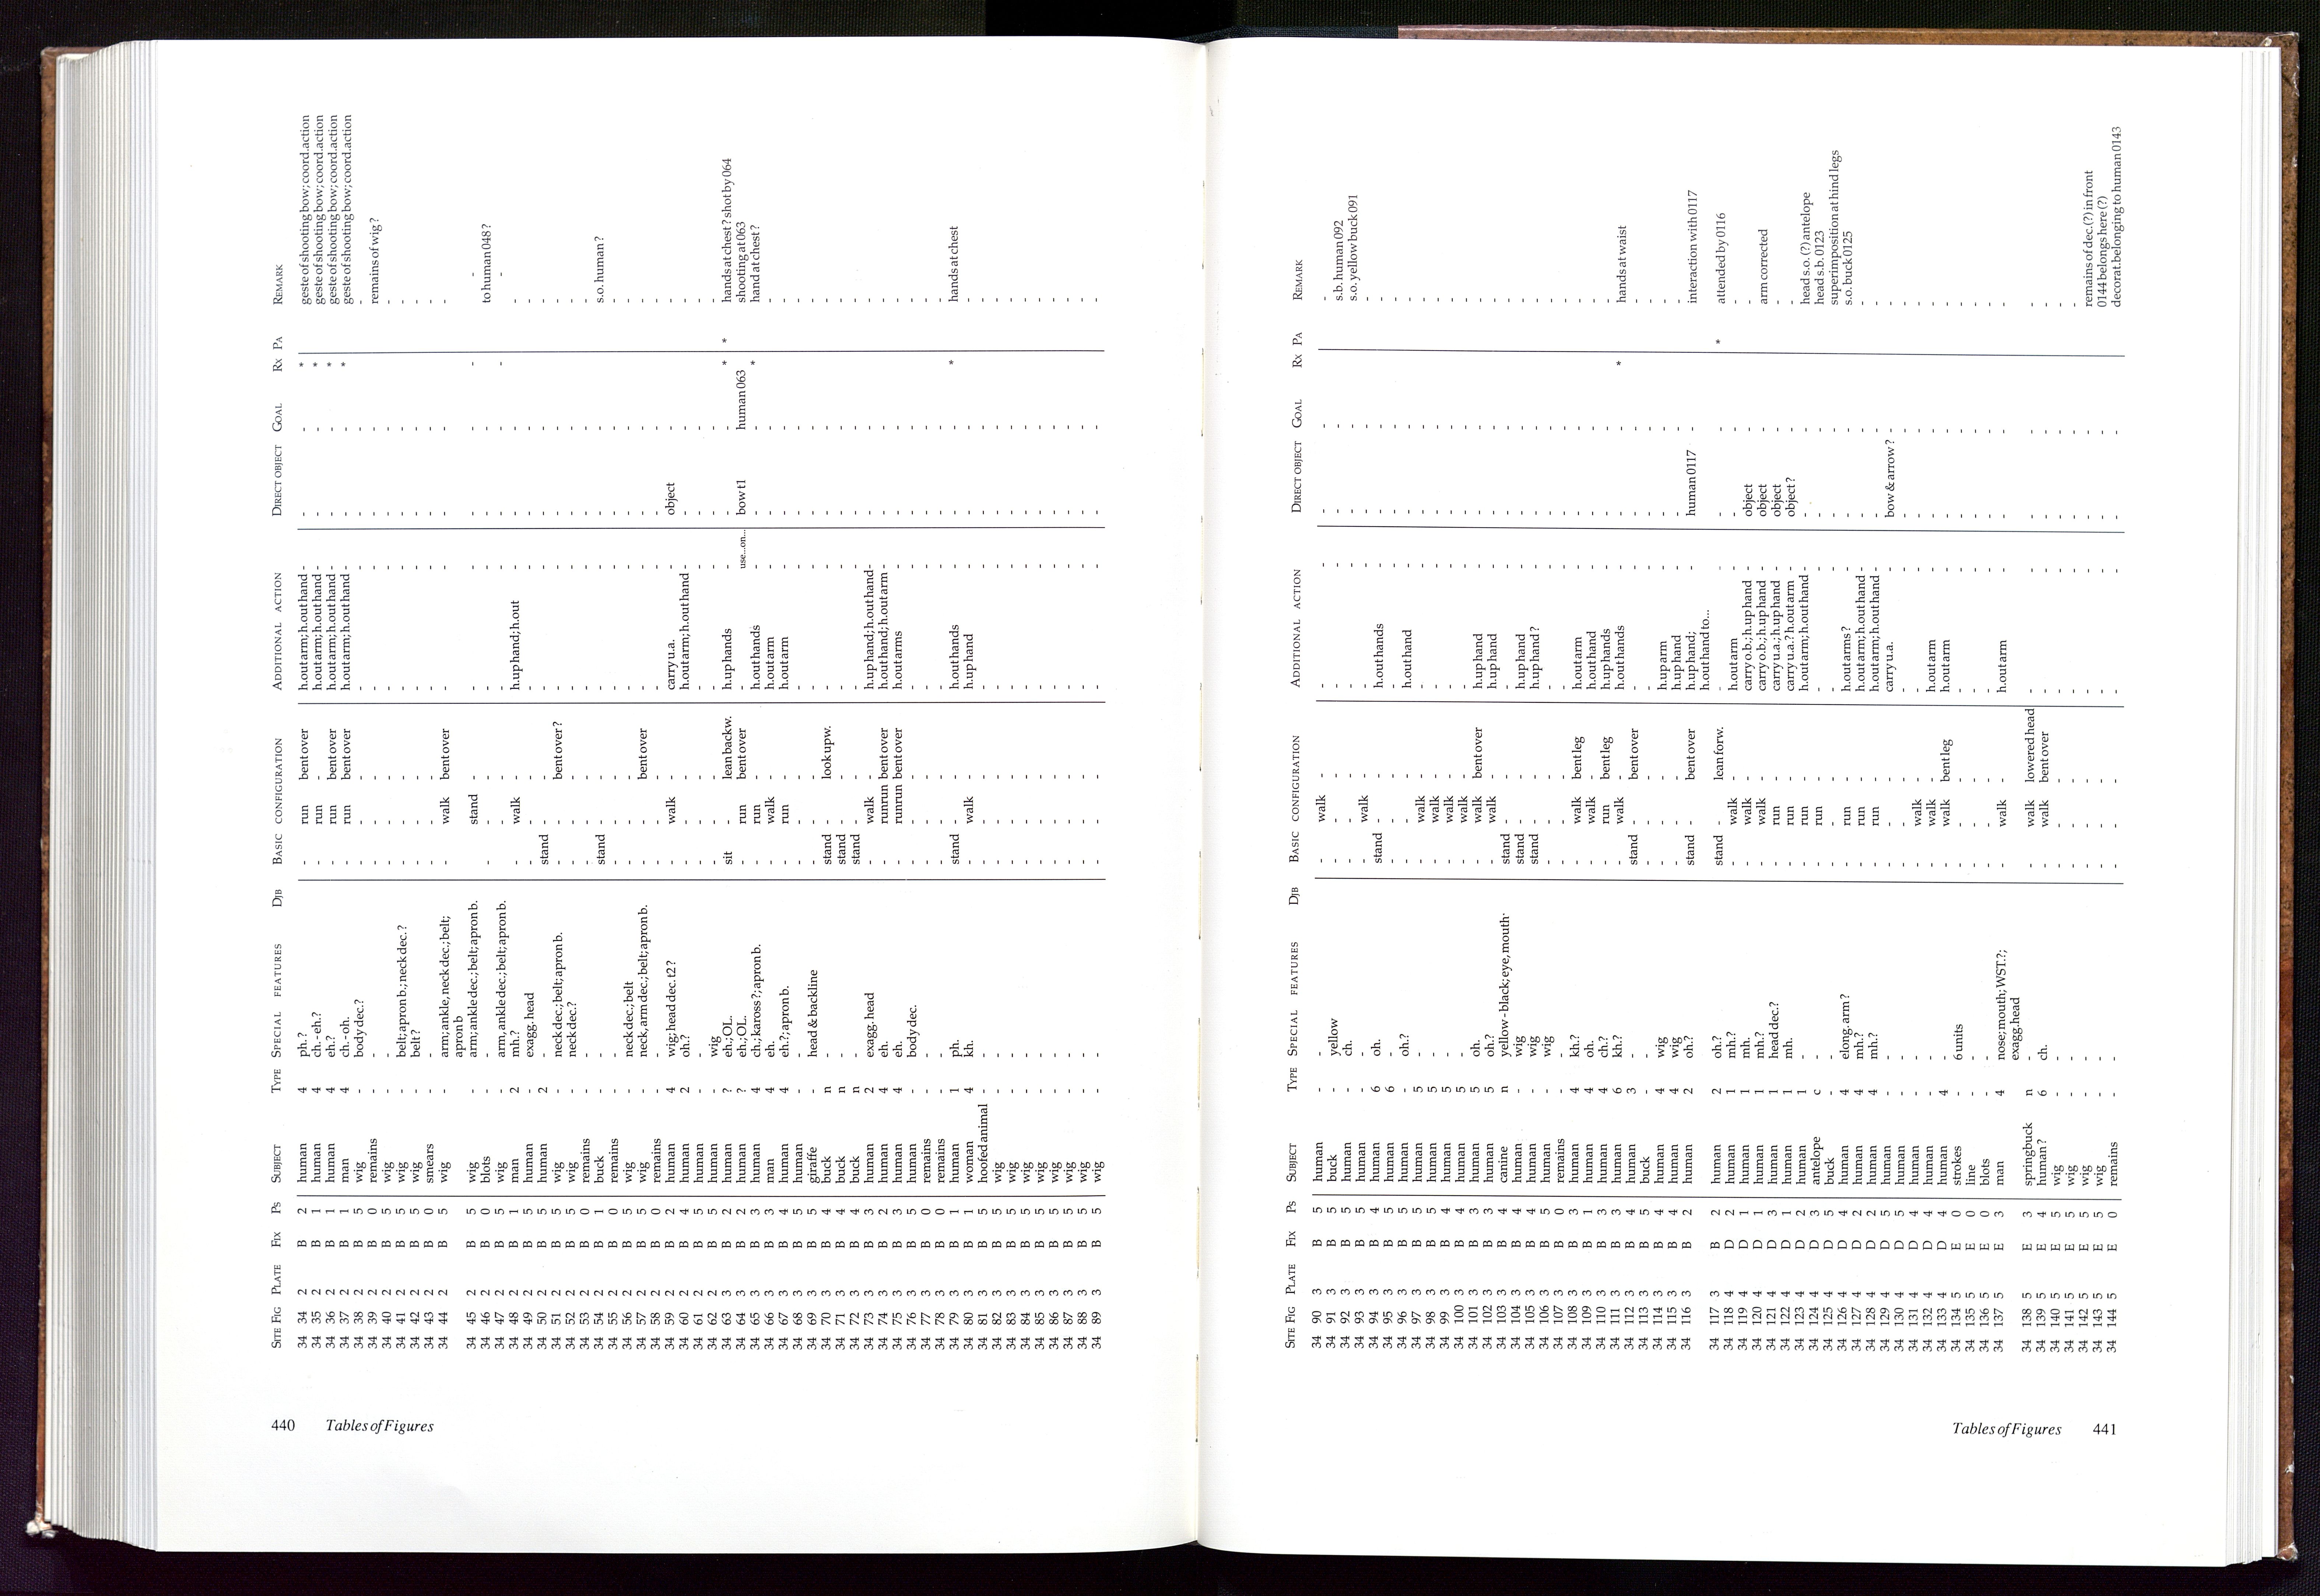 440 Tables of Figures
SITE FIG PLATE FIX PS SUBJECT TYPE SPECIAL FEATURES DJB BASIC CONFIGURATION ADDITIONAL ACTION DIRECT OBJECT GOAL RX PA REMARK
34 34 2 B 2 human 4 ph.? - run bent over h.out arm; h.out hand - - - * geste of shooting bow; coord.action
34 35 2 B 1 human 4 ch. - eh.? - run - h.out arm; h.out hand - - - * geste of shooting bow; coord.action
34 36 2 B 1 human 4 eh.? - run bent over h.out arm; h.out hand - - - * geste of shooting bow; coord.action
34 37 2 B 1 man 4 ch. - oh. - run bent over h.out arm; h.out hand - - - * geste of shooting bow; coord.action
34 38 2 B 5 wig - body dec.? - - - - - - - -
34 39 2 B 0 remains - - - - - - - - - remains of wig ?
34 40 2 B 5 wig - - - - - - - - - -
34 41 2 B 5 wig - belt; apron b.; neck dec. ? - - - - - - - -
34 42 2 B 5 wig - belt ? - - - - - - - -
34 43 2 B 0 smears - - - - - - - - - -
34 44 2 B 5 wig - arm; ankle, neck dec.; belt; - walk bent over - - - - -
apron b
34 45 2 B 5 wig - arm; ankle dec.; belt; apron b. stand - - - - - - -
34 46 2 B 0 blots - - - - - - - - - to human 048 ?
34 47 2 B 5 wig - arm, ankle dec.; belt; apron b. - - - - - - - -
34 48 2 B 1 man 2 mh.? - walk - h.up hand; h.out - - - -
34 49 2 B 5 human - exagg. head - - - - - - - -
34 50 2 B 5 human 2 - stand - - - - - - -
34 51 2 B 5 wig - neck dec.; belt; apron b. - - bent over ? - - - - -
34 52 2 B 5 wig - neck dec.? - - - - - - - -
34 53 2 B 0 remains - - - - - - - - - -
34 54 2 B 1 buck - - stand - - - - - - s.o. human ?
34 55 2 B 0 remains - - - - - - - - - -
34 56 2 B 5 wig - neck dec.; belt - - - - - - - -
34 57 2 B 5 wig - neck, arm dec.; belt; apron b. - - bent over - - - - -
34 58 2 B 0 remains - - - - - - - - - -
34 59 2 B 2 human 4 wig; head dec. t2 ? - walk - carry u.a. - object - -
34 60 2 B 4 human 2 oh.? - - - h.out arm; h.out hand - - - -
34 61 2 B 5 human - - - - - - - - - -
34 62 2 B 5 human - wig - - - - - - - -
34 63 3 B 2 human ? eh.; OL. sit - lean backw. h.up hands - - - * * hands at chest ? shot by 064
34 64 3 B 2 human ? eh.; OL. - run bent over - use...on... bow t1 human 063 shooting at 063
34 65 3 B 3 human 4 ch.; kaross ?; apron b. - run - h.out hands - - - * hand at chest ?
34 66 3 B 3 man 4 eh. - walk - h.out arm - - - -
34 67 3 B 4 human 4 eh.?; apron b. - run - h.out arm - - - -
34 68 3 B 5 human - - - - - - - - - -
34 69 3 B 5 giraffe - head & backline - - - - - - - -
34 70 3 B 4 buck n - stand - look upw. - - - - -
34 71 3 B 4 buck n - stand - - - - - - -
34 72 3 B 4 buck n - stand - - - - - - -
34 73 3 B 3 human 2 exagg. head - walk - h.up hand; h.out hand - - - -
34 74 3 B 2 human 4 eh. - runrun bent over h.out hand; h.out arm - - - -
34 75 3 B 3 human 4 eh. - runrun bent over h.out arms - - - -
34 76 3 B 5 human - body dec. - - - - - - - -
34 77 3 B 0 remains - - - - - - - - - -
34 78 3 B 0 remains - - - - - - - - - -
34 79 3 B 1 human 1 ph. stand - - h.out hands - - - * hands at chest
34 80 3 B 1 woman 4 kh. - walk - h.up hand - - - -
34 81 3 B 5 hoofed animal - - - - - - - - - -
34 82 3 B 5 wig - - - - - - - - - -
34 83 3 B 5 wig - - - - - - - - - -
34 84 3 B 5 wig - - - - - - - - - -
34 85 3 B 5 wig - - - - - - - - - -
34 86 3 B 5 wig - - - - - - - - - -
34 87 3 B 5 wig - - - - - - - - - -
34 88 3 B 5 wig - - - - - - - - - -
34 89 3 B 5 wig - - - - - - - - - -
Tables of Figures 441
SITE FIG PLATE FIX PS SUBJECT TYPE SPECIAL FEATURES DJB BASIC CONFIGURATION ADDITIONAL ACTION DIRECT OBJECT GOAL RX PA REMARK
34 90 3 B 5 human - - - walk - - - - - -
34 91 3 B 5 buck - yellow - - - - - - - s.b. human 092
34 92 3 B 5 human - ch. - - - - - - - s.o. yellow buck 091
34 93 3 B 5 human - - - walk - - - - - -
34 94 3 B 4 human 6 oh. stand - - h.out hands - - - -
34 95 3 B 5 human 6 - - - - - - - - -
34 96 3 B 5 human - oh.? - - - h.out hand - - - -
34 97 3 B 5 human 5 - - walk - - - - - -
34 98 3 B 5 human 5 - - walk - - - - - -
34 99 3 B 4 human 5 - - walk - - - - - -
34 100 3 B 4 human 5 - - walk - - - - - -
34 101 3 B 3 human 5 oh. - walk bent over h.up hand - - - -
34 102 3 B 3 human 5 oh.? - walk - h.up hand - - - -
34 103 3 B 4 canine n yellow - black; eye, mouth stand - - - - - - -
34 104 3 B 4 human - wig stand - - h.up hand - - - -
34 105 3 B 4 human - wig stand - - h.up hand ? - - - -
34 106 3 B 5 human - wig - - - - - - - -
34 107 3 B 0 remains - - - - - - - - - -
34 108 3 B 3 human 4 kh.? - walk bent leg h.out arm - - - -
34 109 3 B 1 human 4 oh. - walk - h.out hand - - - -
34 110 3 B 3 human 4 ch.? - run bent leg h.up hands - - - -
34 111 3 B 3 human 6 kh.? - walk - h.out hands - - - * hands at waist
34 112 3 B 4 human 3 - stand - bent over - - - - -
34 113 3 B 5 buck - - - - - - - - - -
34 114 3 B 4 human 4 wig - - - h.up arm - - - -
34 115 3 B 4 human 4 wig - - - h.up hand - - - -
34 116 3 B 2 human 2 oh.? stand - bent over h.up hand; - human 0117 - interaction with 0117
h.out hand to...
34 117 3 B 2 human 2 oh.? stand - lean forw. - - - - * attended by 0116
34 118 4 D 2 human 1 mh.? - walk - h.out arm - - - -
34 119 4 D 1 human 1 mh. - walk - carry o.b.; h.up hand - object - -
34 120 4 D 1 human 1 mh.? - walk - carry o.b.; h.up hand - object - arm corrected
34 121 4 D 3 human 1 head dec.? - run - carry u.a.; h.up hand - object - -
34 122 4 D 1 human 1 mh. - run - carry u.a.? h.out arm - object ? - -
34 123 4 D 2 human 1 - - run - h.out arm; h.out hand - - - head s.o. (?) antelope
34 124 4 D 3 antelope c - - run - - - - - head s.b. 0123
34 125 4 D 5 buck - - - - - - - - - superimposition at hind legs
34 126 4 D 4 human 4 elong. arm ? - run - h.out arms ? - - - s.o. buck 0125
34 127 4 D 2 human 4 mh.? - run - h.out arm; h.out hand - - - -
34 128 4 D 2 human 4 mh.? - run - h.out arm; h.out hand - - - -
34 129 4 D 5 human - - - - - carry u.a. - bow & arrow ? - -
34 130 4 D 5 human - - - - - - - - - -
34 131 4 D 4 human - - - walk - - - - - -
34 132 4 D 4 human - - - walk - h.out arm - - - -
34 133 4 D 4 human 4 - - walk bent leg h.out arm - - - -
34 134 5 E 0 strokes - 6 units - - - - - - - -
34 135 5 E 0 line - - - - - - - - - -
34 136 5 E 0 blots - - - - - - - - - -
34 137 5 E 3 man 4 nose; mouth; WST.?; - walk - h.out arm - - - -
exagg.head
34 138 5 E 3 springbuck n - - walk lowered head - - - - -
34 139 5 E 4 human ? 6 ch. - walk bent over - - - - -
34 140 5 E 5 wig - - - - - - - - - -
34 141 5 E 5 wig - - - - - - - - - -
34 142 5 E 5 wig - - - - - - - - - remains of dec.(?) in front
34 143 5 E 5 wig - - - - - - - - - 0144 belongs here (?)
34 144 5 E 0 remains - - - - - - - - - decorat. belonging to human 0143